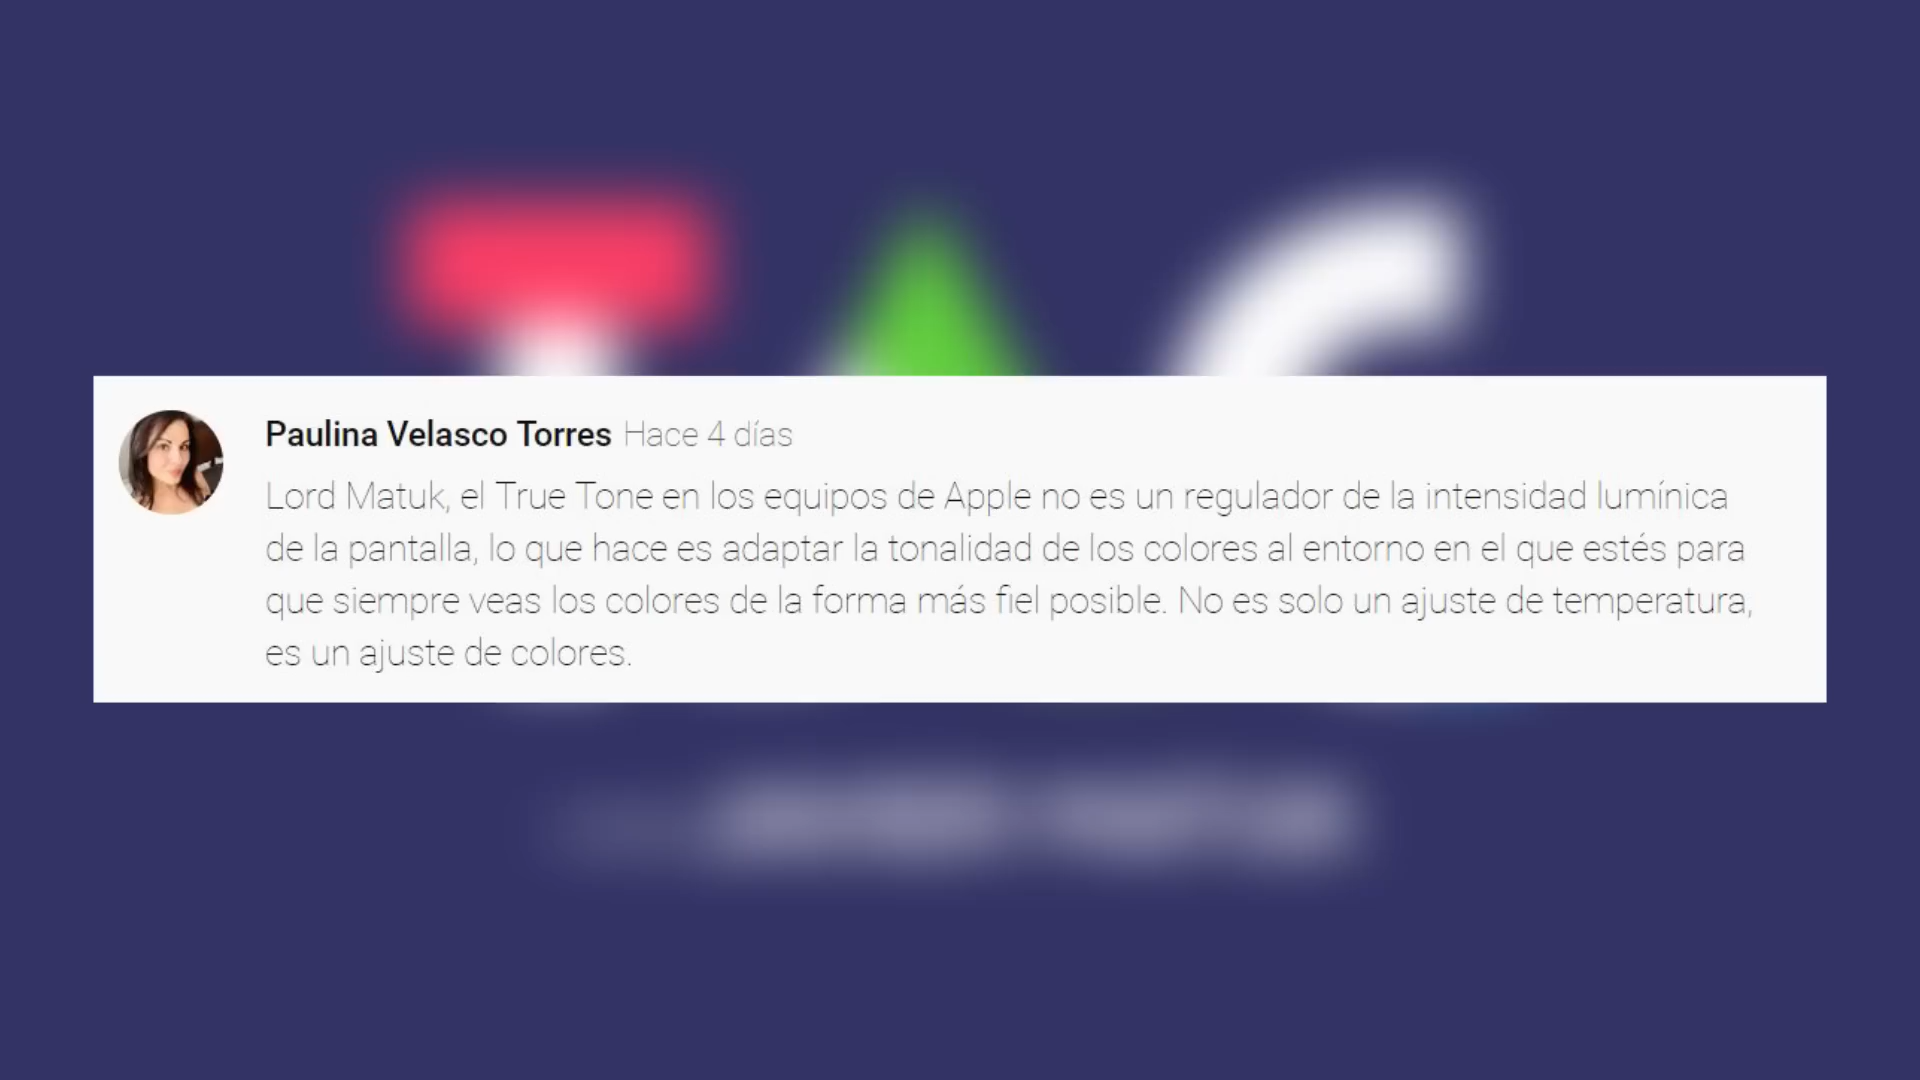 Paulina Velasco Torres Hace 4 días
Lord Matuk, el True Tone en los equipos de Apple no es un regulador de la intensidad lumínica
de la pantalla, lo que hace es adaptar la tonalidad de los colores al entorno en el que estés para
que siempre veas los colores de la forma más fiel posible. No es solo un ajuste de temperatura,
es un ajuste de colores.